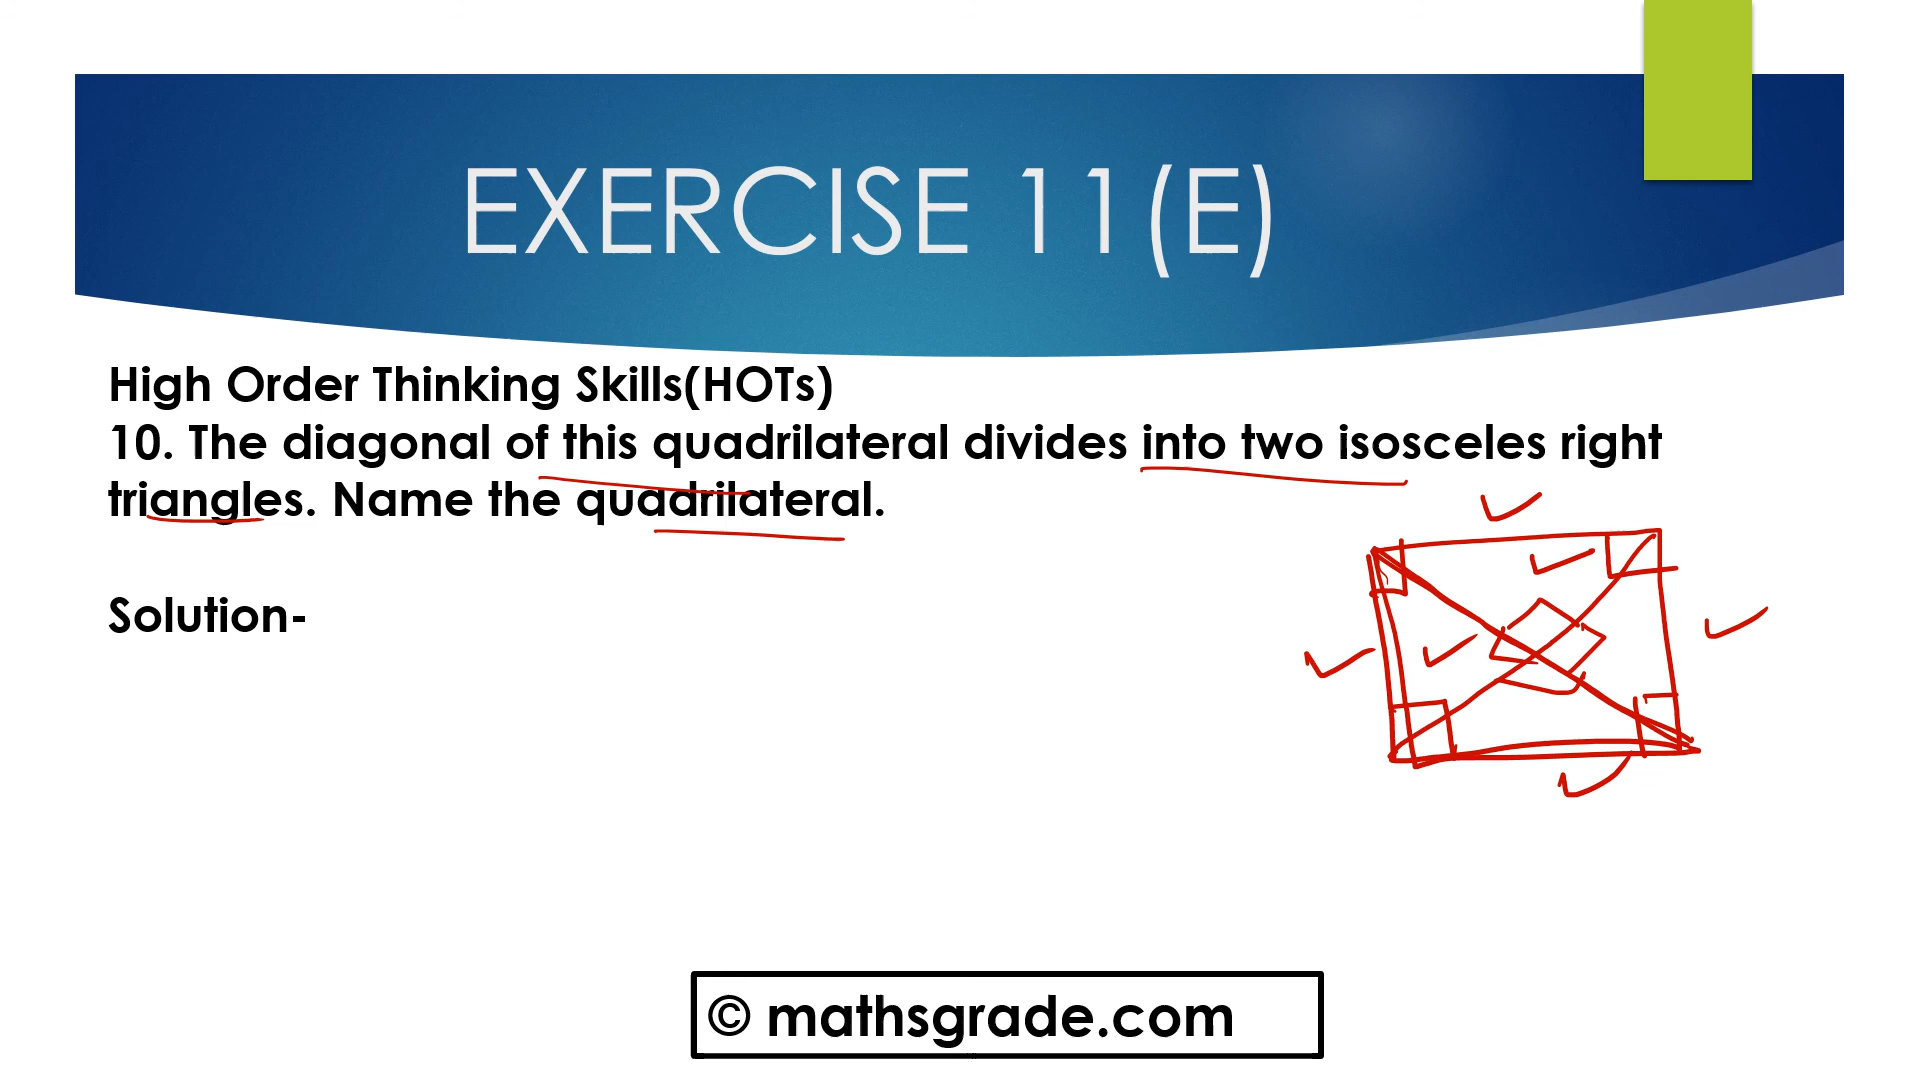 EXERCISE 11(E)
High Order Thinking Skills(HOTs)
10. The diagonal of this quadrilateral divides into two isosceles right
triangles. Name the quadrilateral.
Solution-
© mathsgrade.com